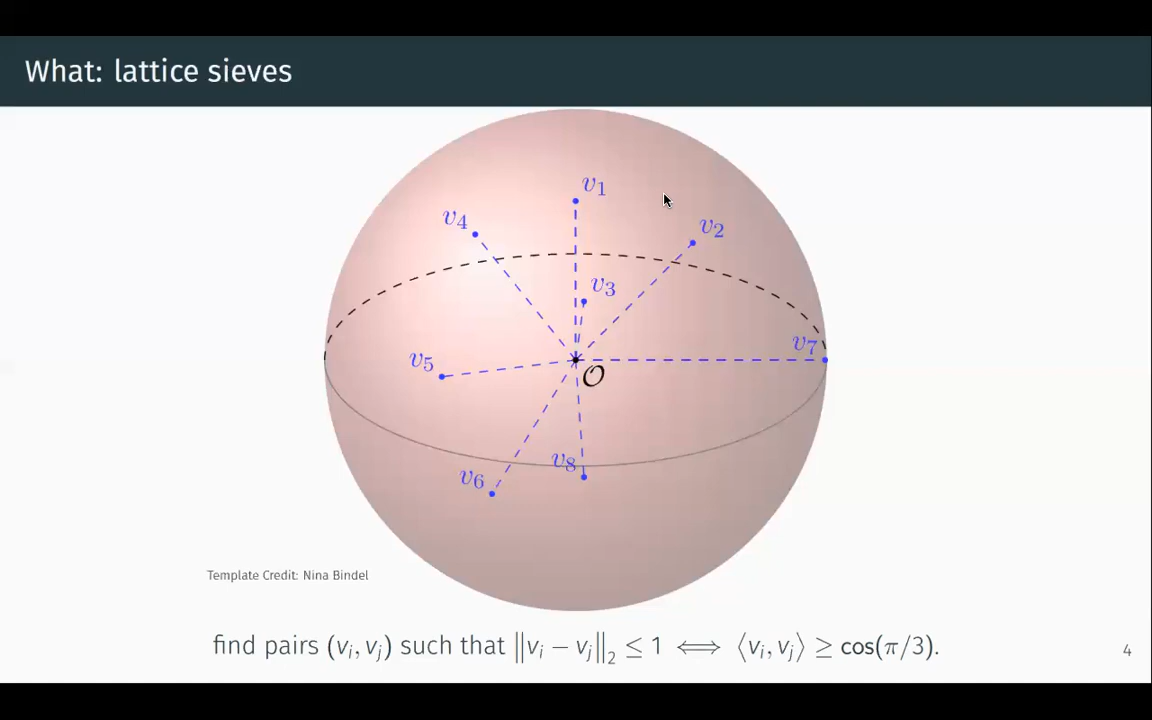 What: lattice sieves
v₁
v₄
v₂
v₃
v₇
v₅
𝒪
v₈
v₆
Template Credit: Nina Bindel
find pairs (vᵢ, vⱼ) such that ‖vᵢ − vⱼ‖₂ ≤ 1 ⟺ ⟨vᵢ, vⱼ⟩ ≥ cos(π/3).
4